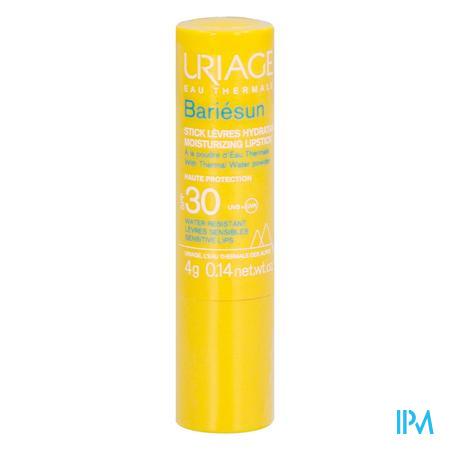 URIAGE
EAU THERMALE
Bariésun
STICK LÈVRES HYDRATANT
MOISTURIZING LIPSTICK
À la poudre d'Eau Thermale
With Thermal Water powder
HAUTE PROTECTION
SPF 30 UVB+UVA
WATER RESISTANT
LÈVRES SENSIBLES
SENSITIVE LIPS
URIAGE, L'EAU THERMALE DES ALPES
4g 0.14 net.wt.oz
IPM